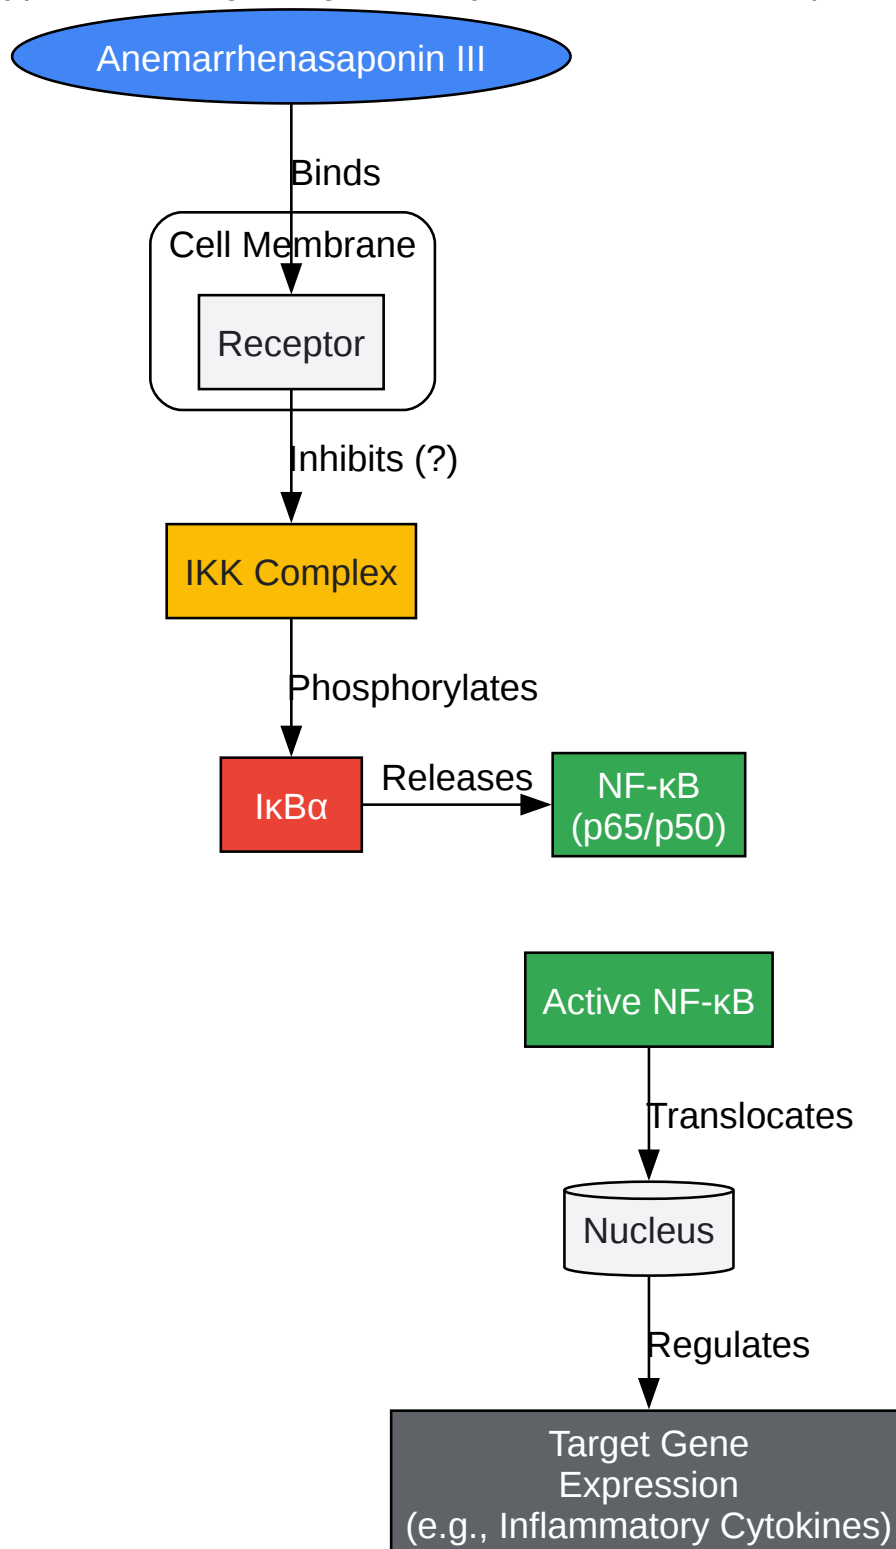 Anemarrhenasaponin III
Binds
Cell Membrane
Receptor
Inhibits (?)
IKK Complex
Phosphorylates
IκBα
Releases
NF-κB
(p65/p50)
Active NF-κB
Translocates
Nucleus
Regulates
Target Gene
Expression
(e.g., Inflammatory Cytokines)